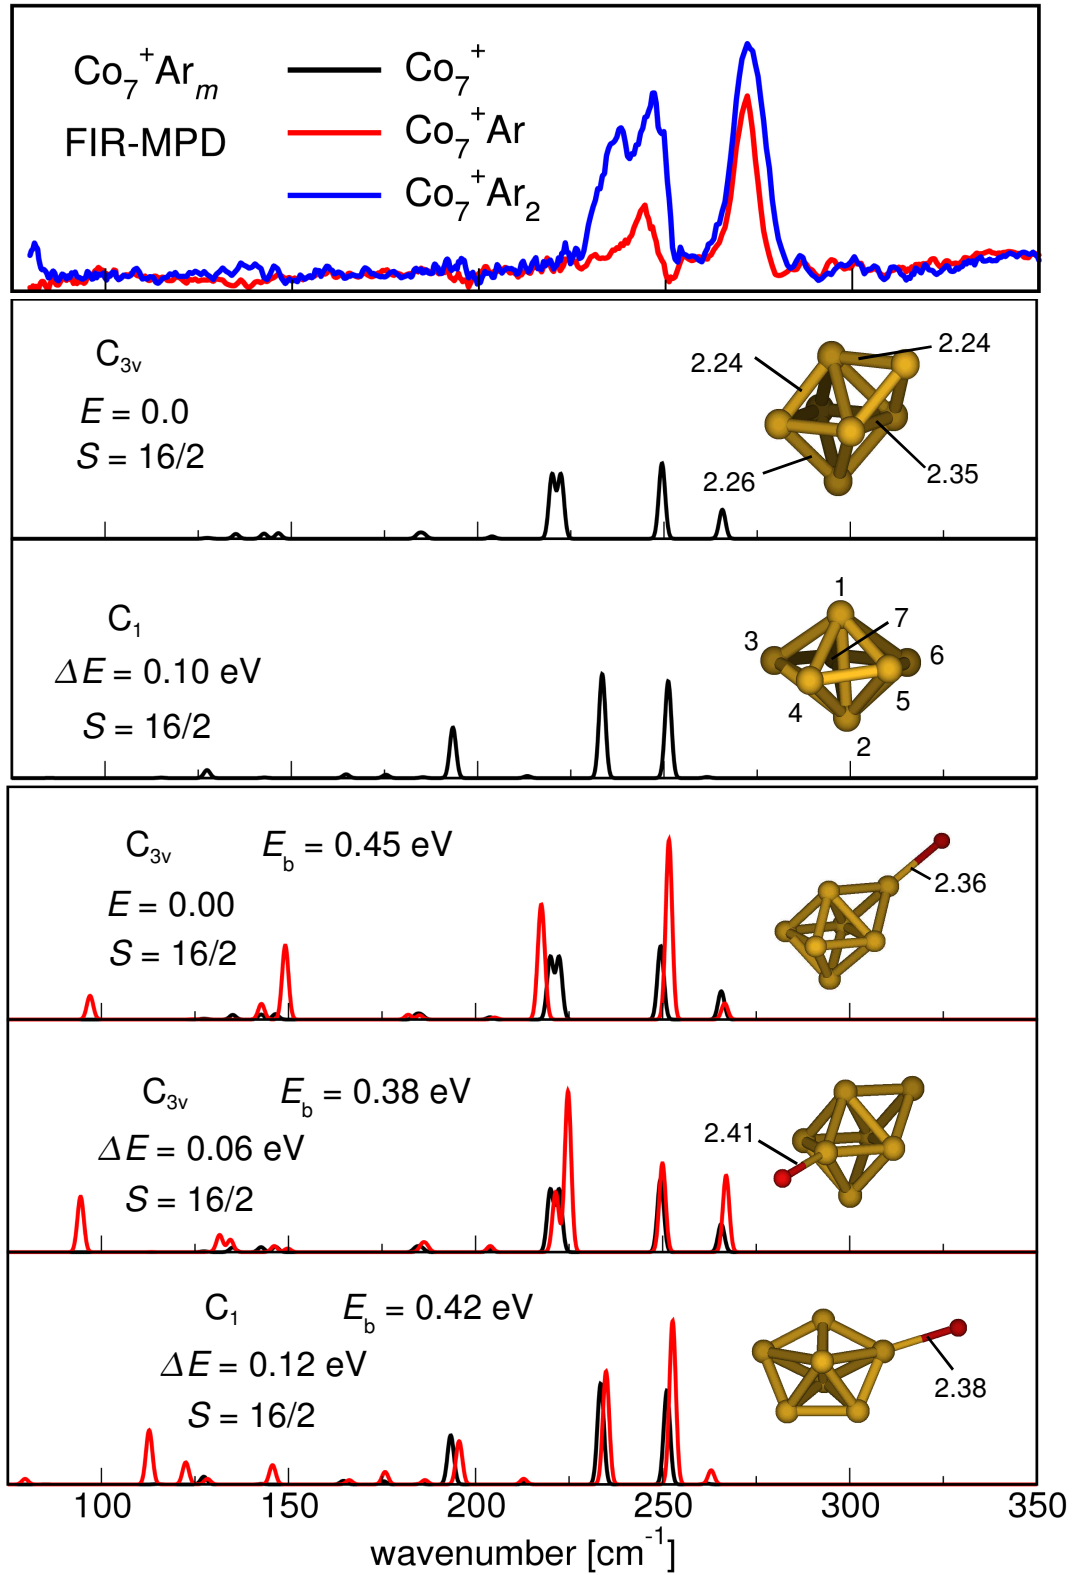 Co7+Arm
FIR-MPD
Co7+
Co7+Ar
Co7+Ar2
C3v
E = 0.0
S = 16/2
2.24
2.24
2.26
2.35
C1
ΔE = 0.10 eV
S = 16/2
1
7
3
6
4
5
2
C3v Eb = 0.45 eV
E = 0.00
S = 16/2
2.36
C3v Eb = 0.38 eV
ΔE = 0.06 eV
S = 16/2
2.41
C1 Eb = 0.42 eV
ΔE = 0.12 eV
S = 16/2
2.38
100 150 200 250 300 350
wavenumber [cm-1]